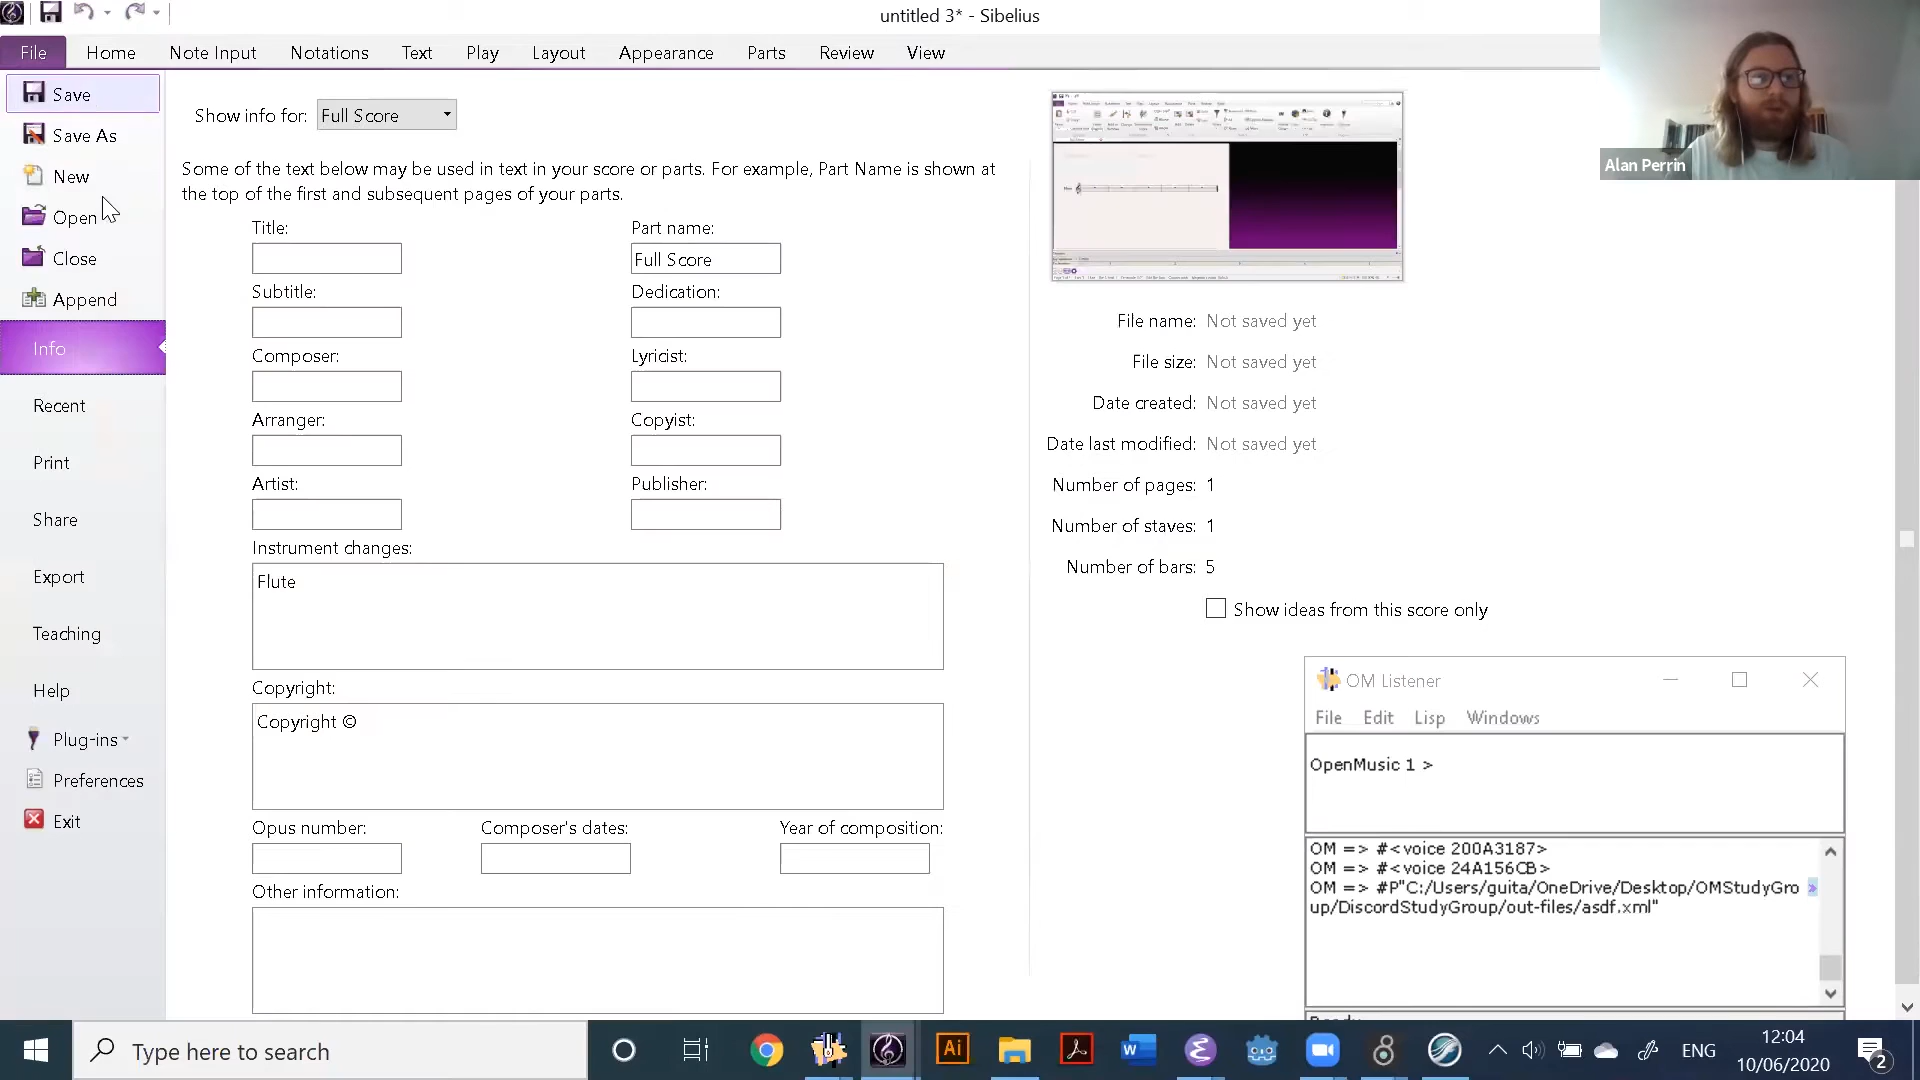 untitled 3* - Sibelius
File
Home
Note Input
Notations
Text
Play
Layout
Appearance
Parts
Review
View
Alan Perrin
Save
Save As
New
Open
Close
Append
Info
Recent
Print
Share
Export
Teaching
Help
Plug-ins
Preferences
Exit
Show info for: Full Score
Some of the text below may be used in text in your score or parts. For example, Part Name is shown at
the top of the first and subsequent pages of your parts.
Title:
Part name:
Full Score
Subtitle:
Dedication:
Composer:
Lyricist:
Arranger:
Copyist:
Artist:
Publisher:
Instrument changes:
Flute
Copyright:
Copyright ©
Opus number:
Composer's dates:
Year of composition:
Other information:
File name: Not saved yet
File size: Not saved yet
Date created: Not saved yet
Date last modified: Not saved yet
Number of pages: 1
Number of staves: 1
Number of bars: 5
Show ideas from this score only
OM Listener
File Edit Lisp Windows
OpenMusic 1 >
OM => #<voice 200A3187>
OM => #<voice 24A156CB>
OM => #P"C:/Users/guita/OneDrive/Desktop/OMStudyGro
up/DiscordStudyGroup/out-files/asdf.xml"
Ready
Type here to search
Ai
W
ENG
12:04
10/06/2020
2